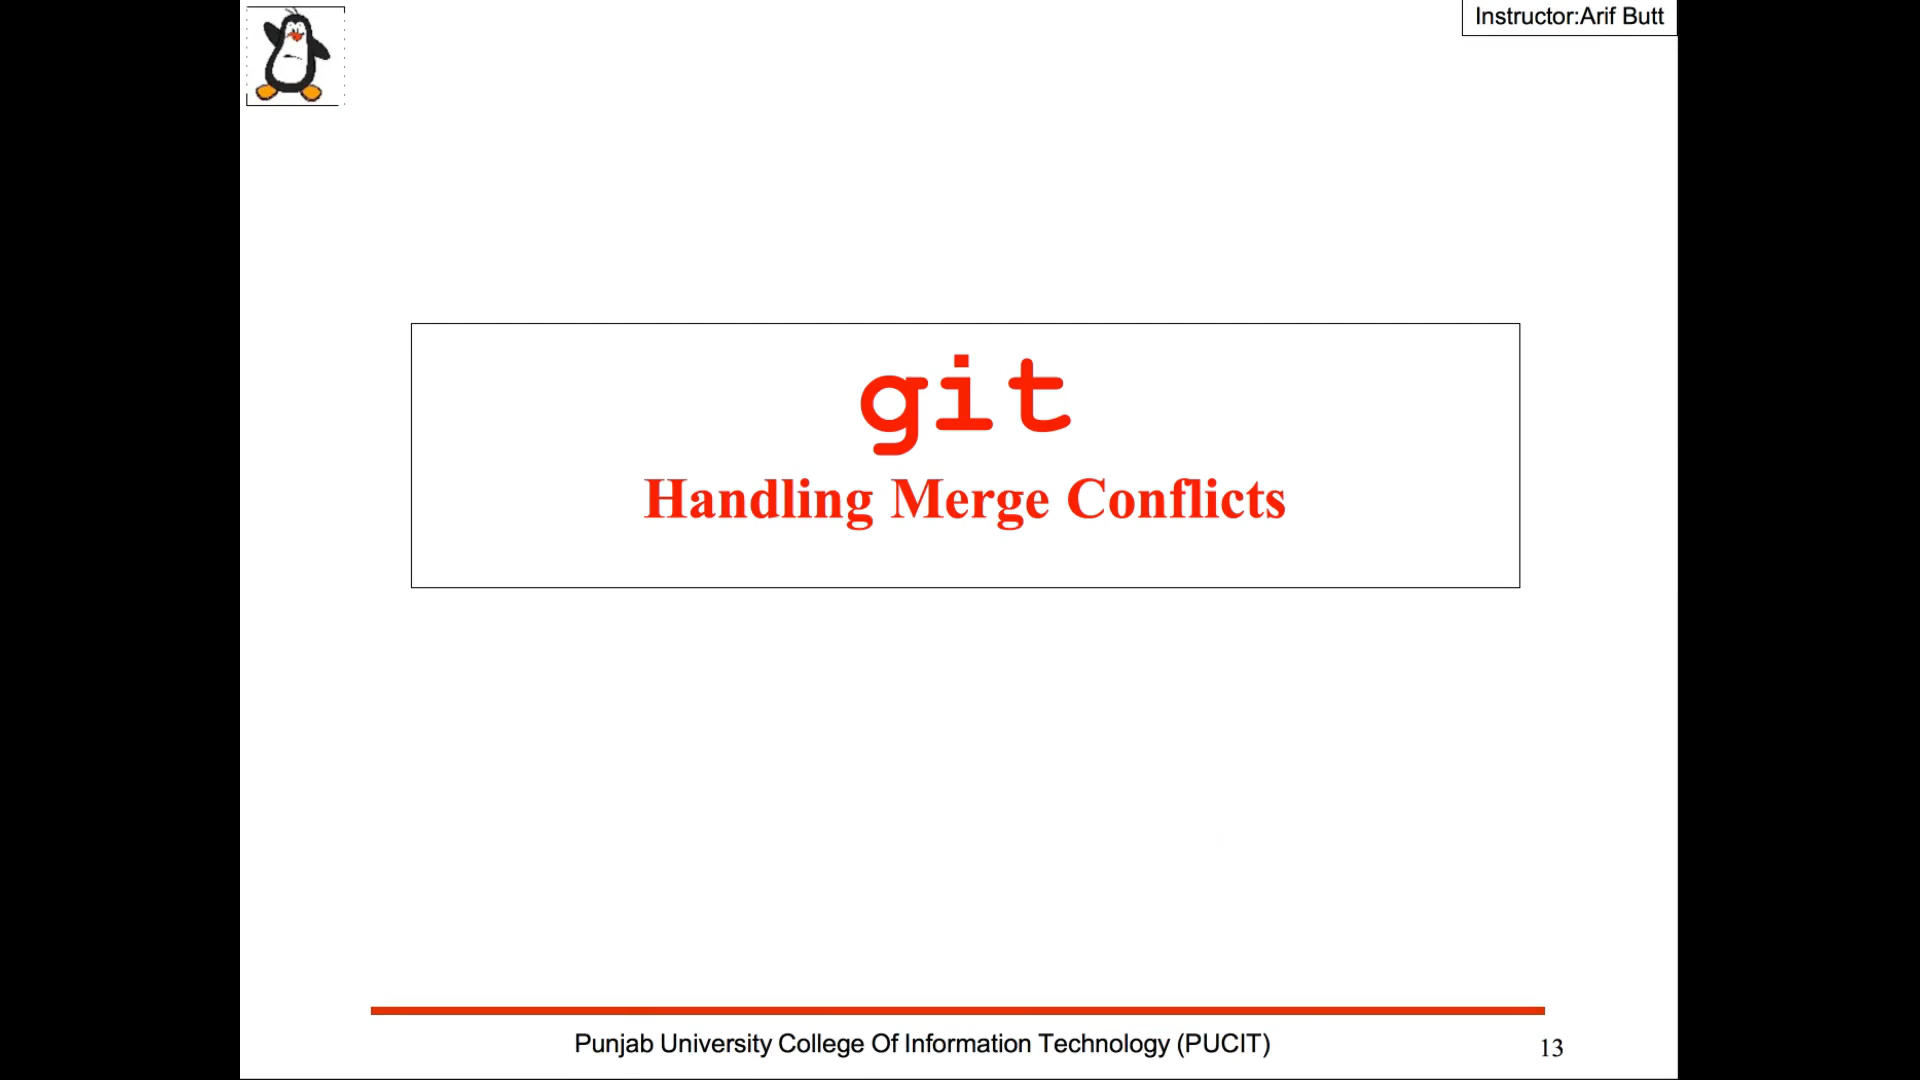 Instructor:Arif Butt
git
Handling Merge Conflicts
Punjab University College Of Information Technology (PUCIT)
13